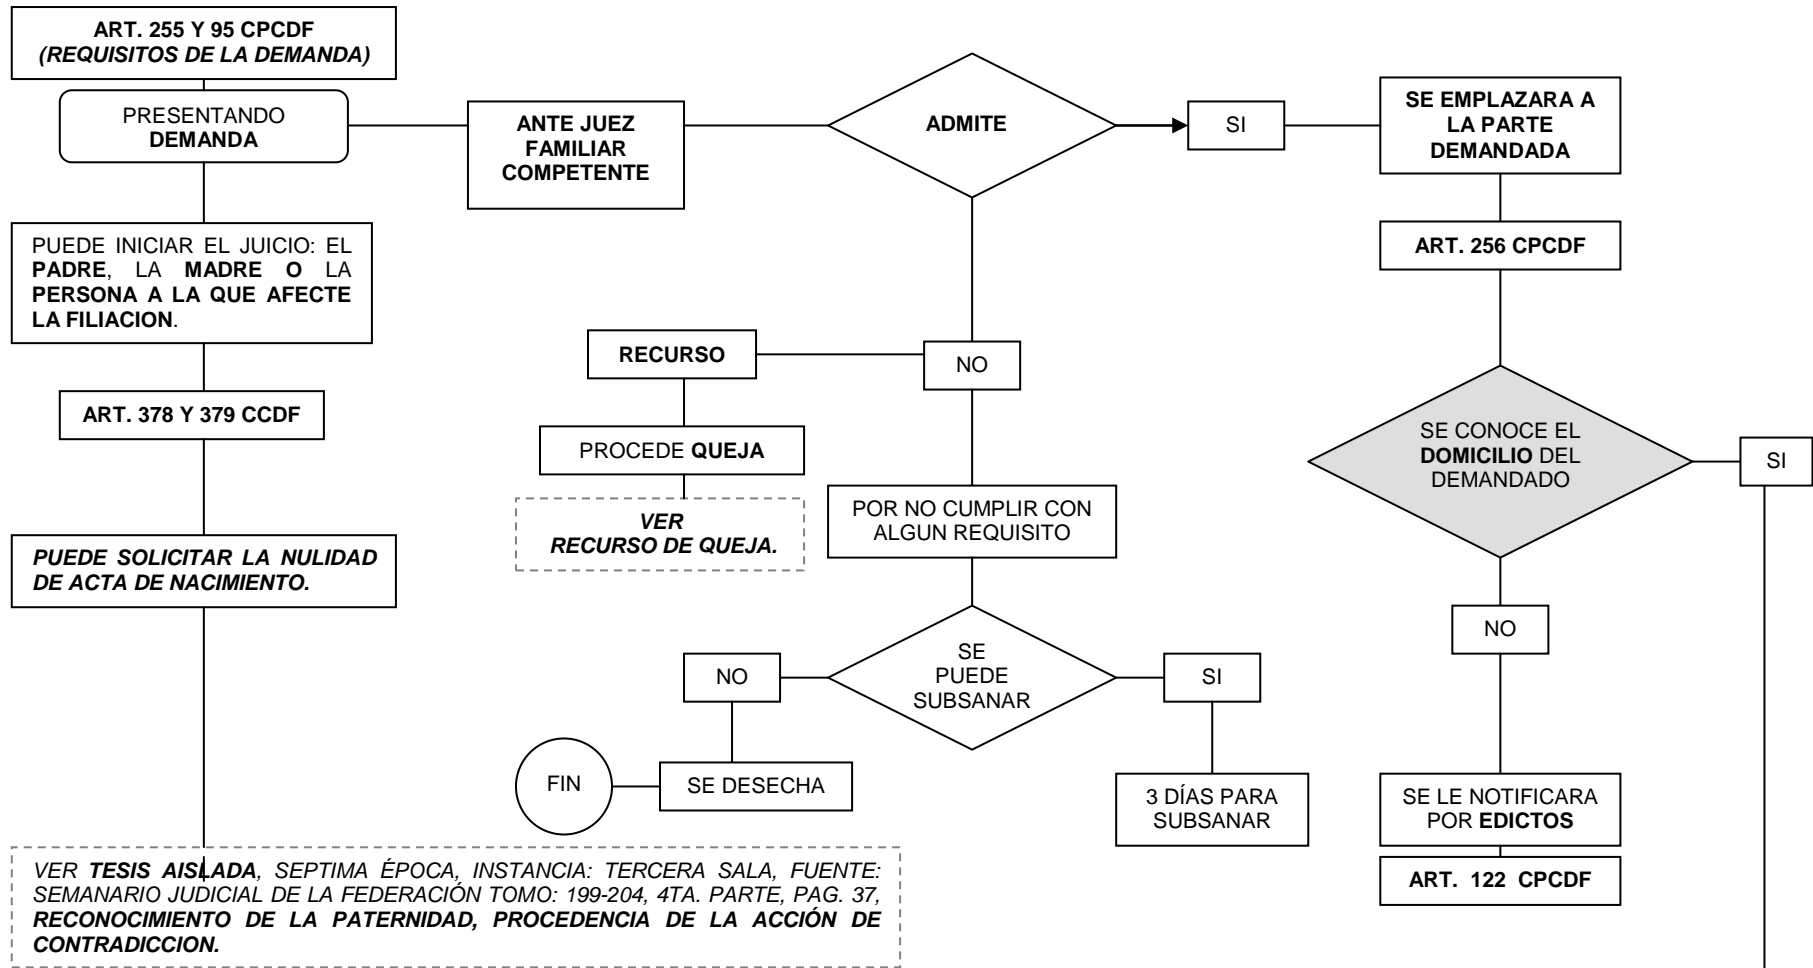 ART. 255 Y 95 CPCDF
(REQUISITOS DE LA DEMANDA)
PRESENTANDO
DEMANDA
ANTE JUEZ
FAMILIAR
COMPETENTE
ADMITE
SI
SE EMPLAZARA A
LA PARTE
DEMANDADA
PUEDE INICIAR EL JUICIO: EL
PADRE, LA MADRE O LA
PERSONA A LA QUE AFECTE
LA FILIACION.
ART. 256 CPCDF
RECURSO
NO
ART. 378 Y 379 CCDF
PROCEDE QUEJA
SE CONOCE EL
DOMICILIO DEL
DEMANDADO
SI
VER
RECURSO DE QUEJA.
POR NO CUMPLIR CON
ALGUN REQUISITO
PUEDE SOLICITAR LA NULIDAD
DE ACTA DE NACIMIENTO.
NO
NO
SE
PUEDE
SUBSANAR
SI
FIN
SE DESECHA
3 DÍAS PARA
SUBSANAR
SE LE NOTIFICARA
POR EDICTOS
ART. 122 CPCDF
VER TESIS AISLADA, SEPTIMA ÉPOCA, INSTANCIA: TERCERA SALA, FUENTE:
SEMANARIO JUDICIAL DE LA FEDERACIÓN TOMO: 199-204, 4TA. PARTE, PAG. 37,
RECONOCIMIENTO DE LA PATERNIDAD, PROCEDENCIA DE LA ACCIÓN DE
CONTRADICCION.